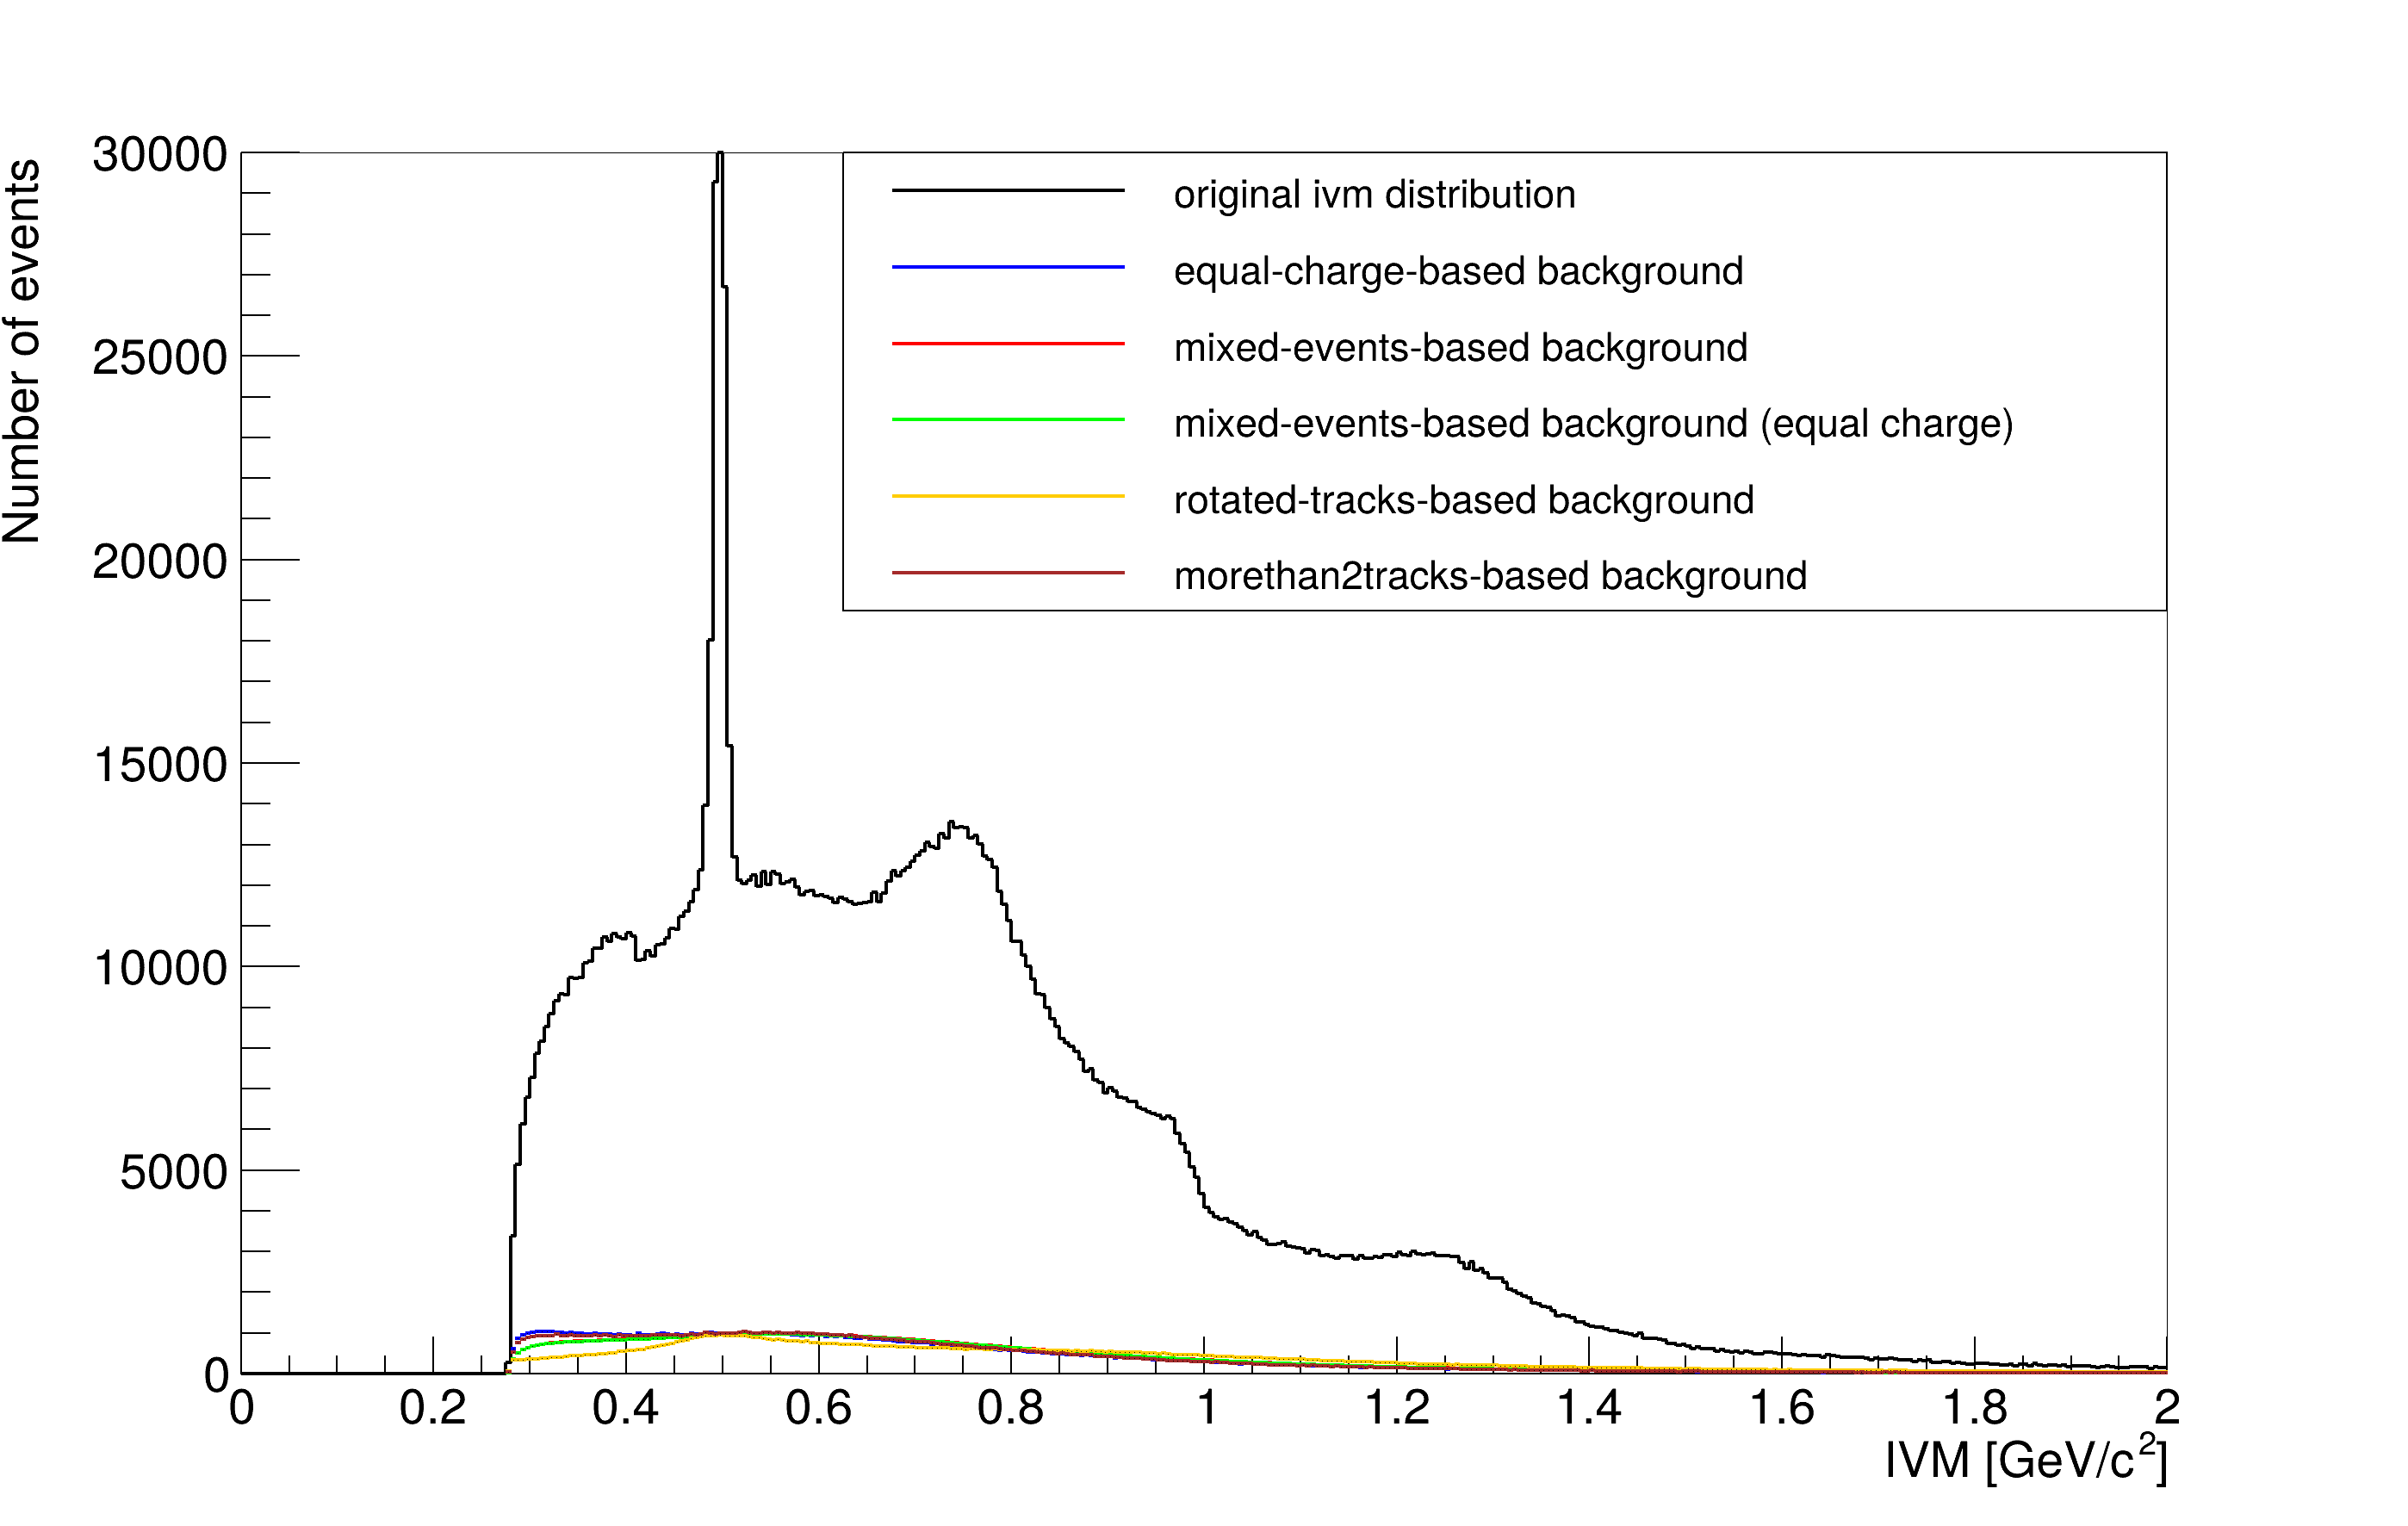 Number of events
30000
25000
20000
15000
10000
5000
0
original ivm distribution
equal-charge-based background
mixed-events-based background
mixed-events-based background (equal charge)
rotated-tracks-based background
morethan2tracks-based background
0 0.2 0.4 0.6 0.8 1 1.2 1.4 1.6 1.8 2
IVM [GeV/c²]